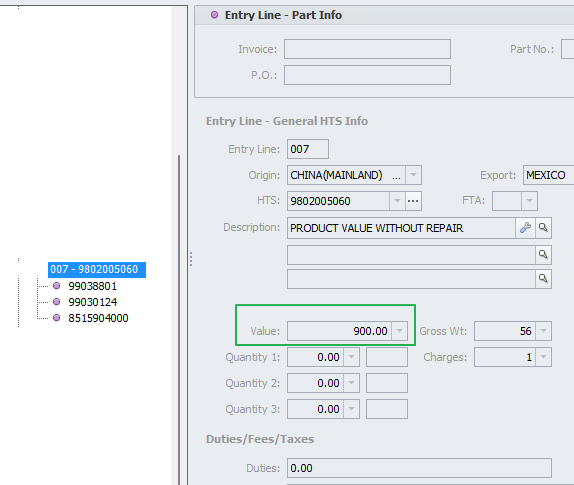 Entry Line - Part Info
Invoice: Part No.:
P.O.:
Entry Line - General HTS Info
Entry Line: 007
Origin: CHINA(MAINLAND) ... Export: MEXICO
HTS: 9802005060 ... FTA:
Description: PRODUCT VALUE WITHOUT REPAIR
007 - 9802005060
99038801
99030124
8515904000
Value: 900.00 Gross Wt: 56
Quantity 1: 0.00 Charges: 1
Quantity 2: 0.00
Quantity 3: 0.00
Duties/Fees/Taxes
Duties: 0.00